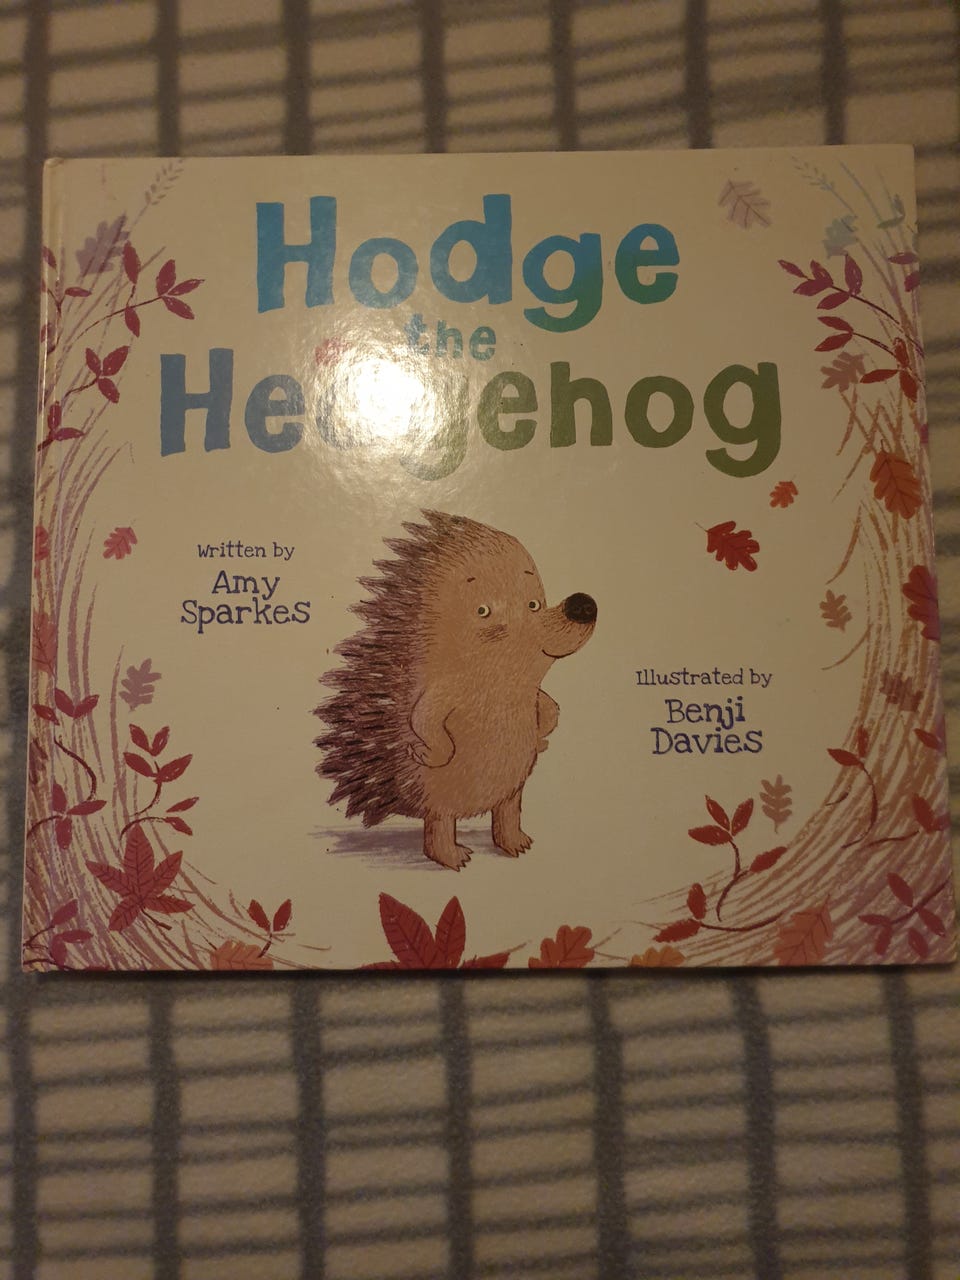 Hodge
the
Hedgehog
Written by
Amy
Sparkes
Illustrated by
Benji
Davies